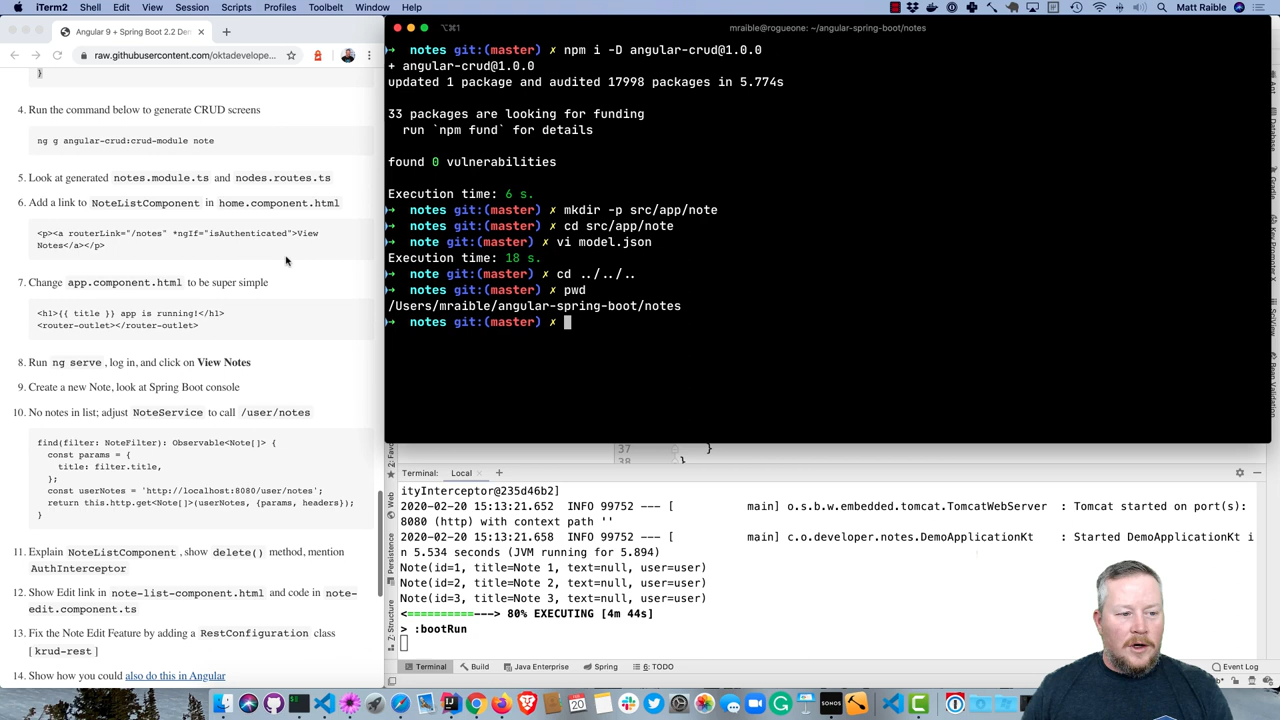 iTerm2 Shell Edit View Session Scripts Profiles Toolbelt Window Help
Matt Raible
Angular 9 + Spring Boot 2.2 Dem
raw.githubusercontent.com/oktadevelope...
}
4. Run the command below to generate CRUD screens
ng g angular-crud:crud-module note
5. Look at generated notes.module.ts and nodes.routes.ts
6. Add a link to NoteListComponent in home.component.html
<p><a routerLink="/notes" *ngIf="isAuthenticated">View
Notes</a></p>
7. Change app.component.html to be super simple
<h1>{{ title }} app is running!</h1>
<router-outlet></router-outlet>
8. Run ng serve, log in, and click on View Notes
9. Create a new Note, look at Spring Boot console
10. No notes in list; adjust NoteService to call /user/notes
find(filter: NoteFilter): Observable<Note[]> {
const params = {
title: filter.title,
};
const userNotes = 'http://localhost:8080/user/notes';
return this.http.get<Note[]>(userNotes, {params, headers});
}
11. Explain NoteListComponent, show delete() method, mention
AuthInterceptor
12. Show Edit link in note-list-component.html and code in note-
edit.component.ts
13. Fix the Note Edit Feature by adding a RestConfiguration class
[krud-rest]
14. Show how you could also do this in Angular
⌥⌘1
mraible@rogueone: ~/angular-spring-boot/notes
➜ notes git:(master) ✗ npm i -D angular-crud@1.0.0
+ angular-crud@1.0.0
updated 1 package and audited 17998 packages in 5.774s
33 packages are looking for funding
run `npm fund` for details
found 0 vulnerabilities
Execution time: 6 s.
➜ notes git:(master) ✗ mkdir -p src/app/note
➜ notes git:(master) ✗ cd src/app/note
➜ note git:(master) ✗ vi model.json
Execution time: 18 s.
➜ note git:(master) ✗ cd ../../..
➜ notes git:(master) ✗ pwd
/Users/mraible/angular-spring-boot/notes
➜ notes git:(master) ✗
37 }
38 }
Terminal: Local
ityInterceptor@235d46b2]
2020-02-20 15:13:21.652 INFO 99752 --- [ main] o.s.b.w.embedded.tomcat.TomcatWebServer : Tomcat started on port(s):
8080 (http) with context path ''
2020-02-20 15:13:21.658 INFO 99752 --- [ main] c.o.developer.notes.DemoApplicationKt : Started DemoApplicationKt i
n 5.534 seconds (JVM running for 5.894)
Note(id=1, title=Note 1, text=null, user=user)
Note(id=2, title=Note 2, text=null, user=user)
Note(id=3, title=Note 3, text=null, user=user)
<==========---> 80% EXECUTING [4m 44s]
> :bootRun
Terminal Build Java Enterprise Spring 6: TODO
Event Log
2: Favo
Web
Persistence
Z: Structure
Ant
Database
Gradle
Bean Validation
FEB
20
SONOS